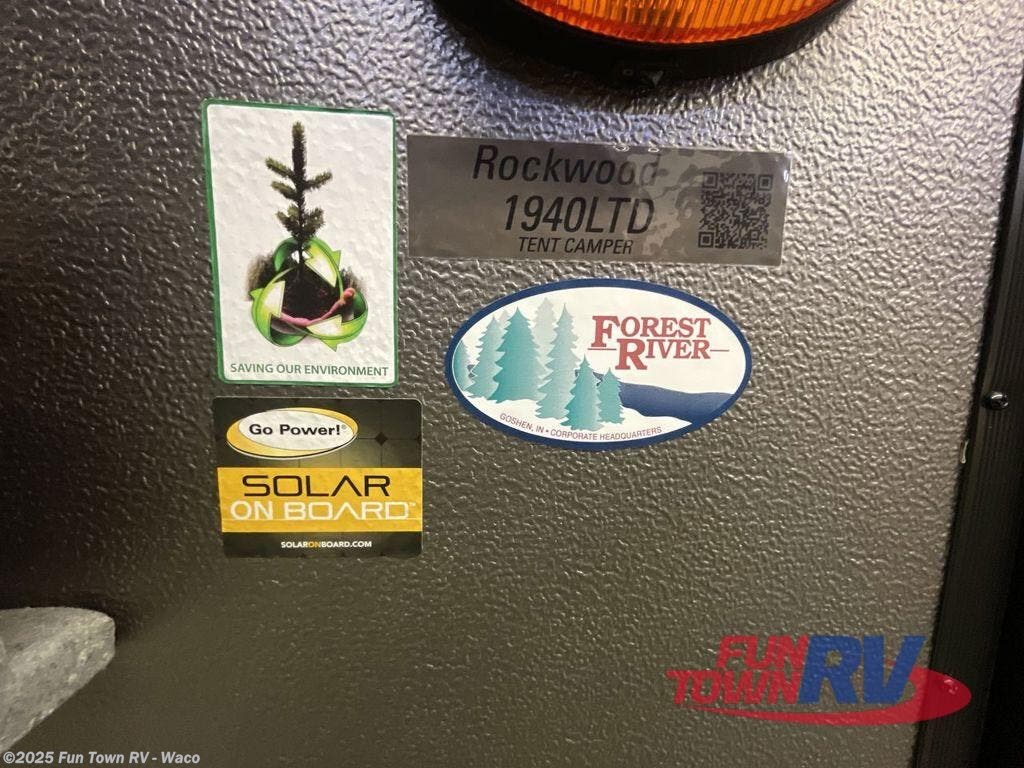 Rockwood
1940LTD
TENT CAMPER
SAVING OUR ENVIRONMENT
FOREST
RIVER
GOSHEN, IN • CORPORATE HEADQUARTERS
Go Power!®
SOLAR
ON BOARD™
SOLARONBOARD.COM
FUN
TOWN
RV
©2025 Fun Town RV - Waco